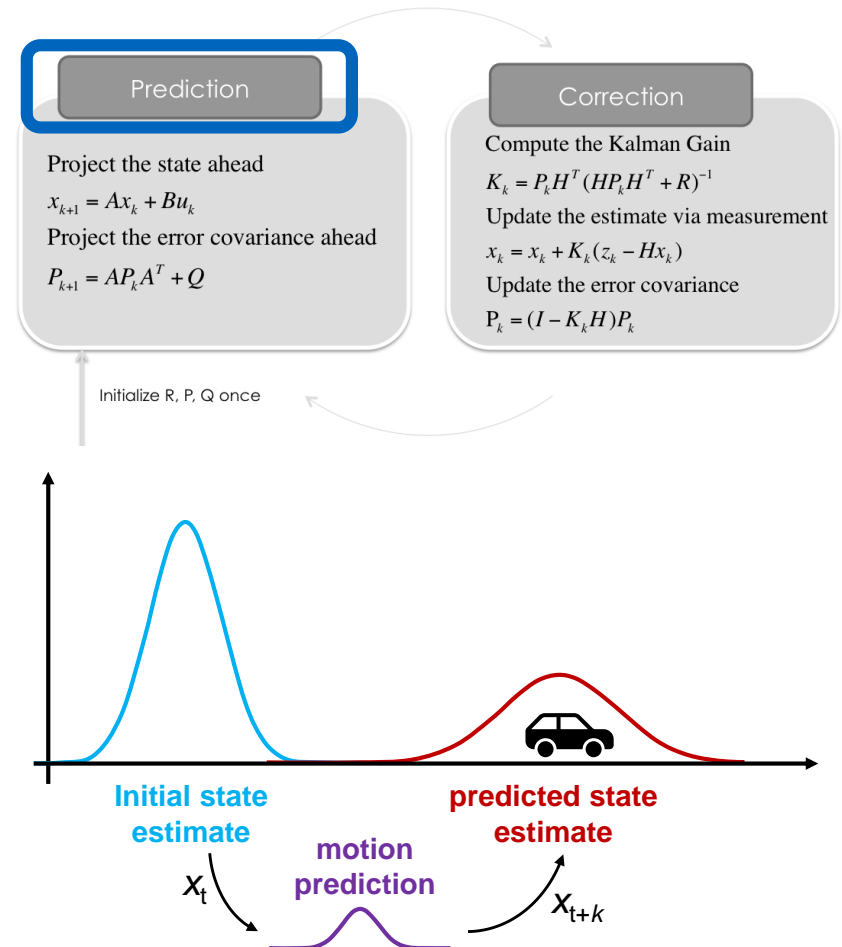 Prediction
Project the state ahead
x_{k+1} = Ax_k + Bu_k
Project the error covariance ahead
P_{k+1} = AP_kA^T + Q
Correction
Compute the Kalman Gain
K_k = P_kH^T(HP_kH^T + R)^{-1}
Update the estimate via measurement
x_k = x_k + K_k(z_k − Hx_k)
Update the error covariance
P_k = (I − K_kH)P_k
Initialize R, P, Q once
Initial state
estimate
predicted state
estimate
motion
prediction
x_t
x_{t+k}